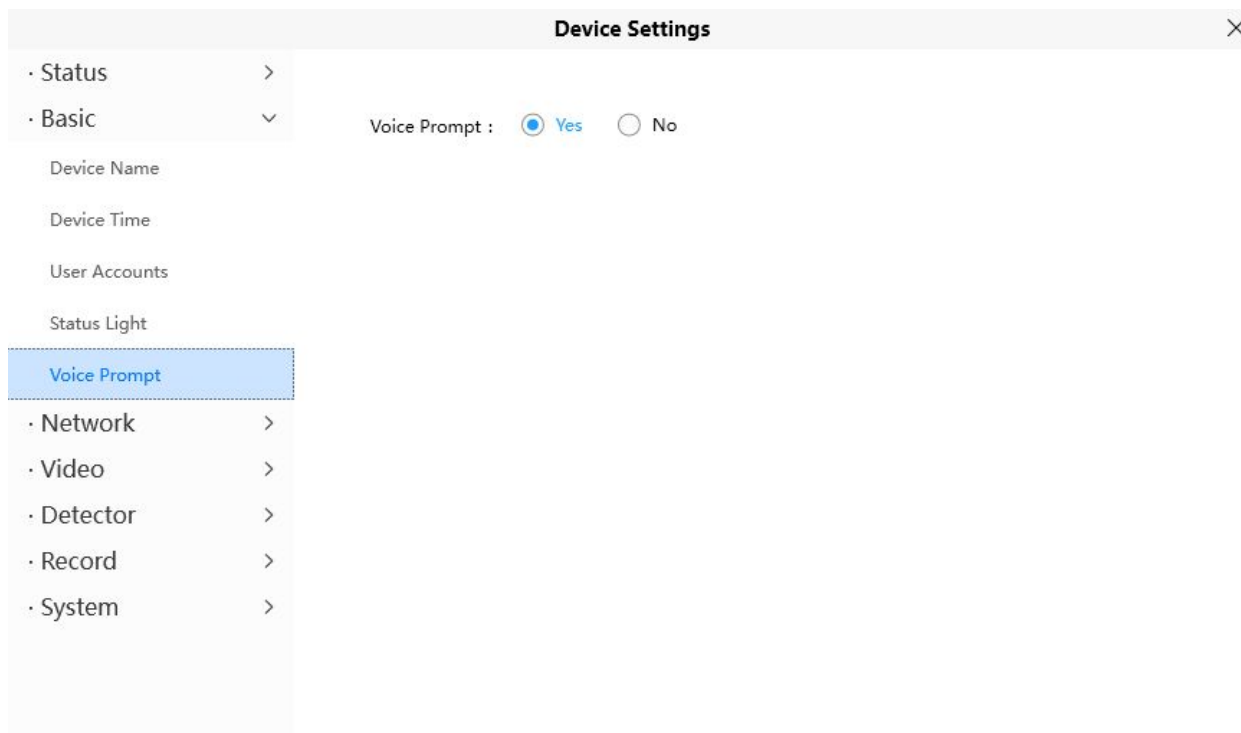 Device Settings
· Status
· Basic
Voice Prompt : Yes No
Device Name
Device Time
User Accounts
Status Light
Voice Prompt
· Network
· Video
· Detector
· Record
· System